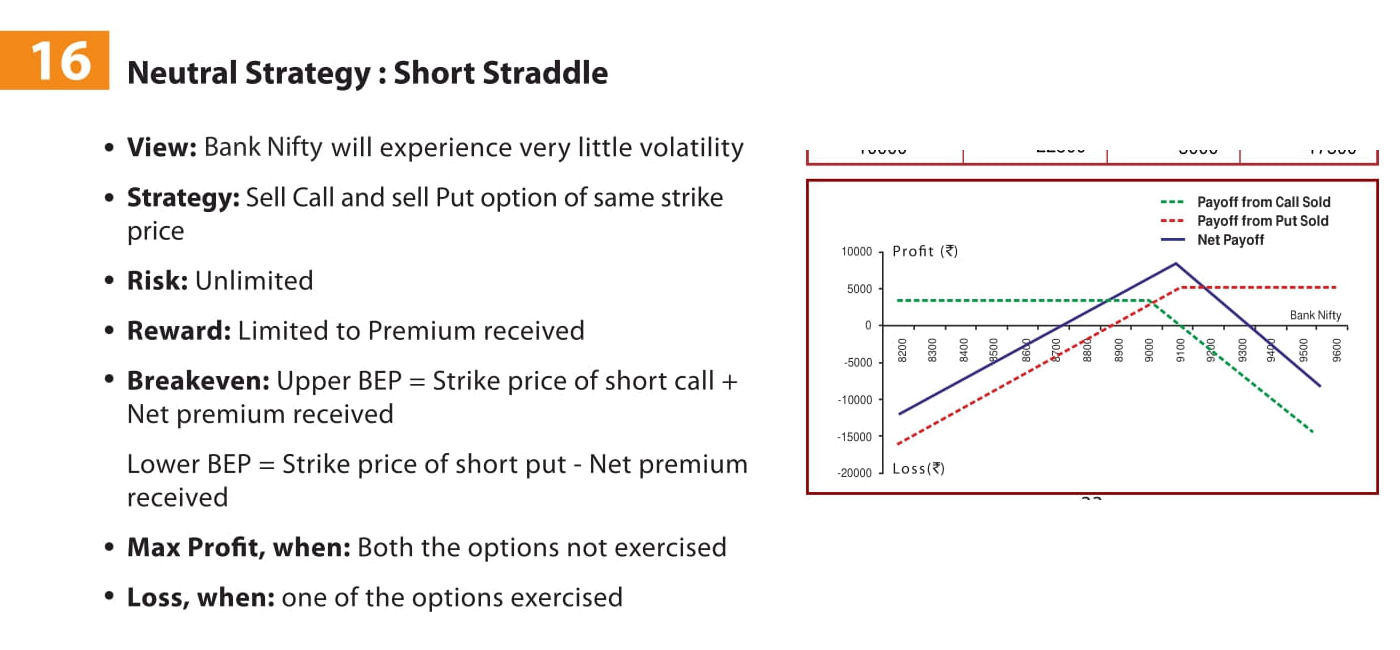 16
Neutral Strategy : Short Straddle
• View: Bank Nifty will experience very little volatility
• Strategy: Sell Call and sell Put option of same strike
price
• Risk: Unlimited
• Reward: Limited to Premium received
• Breakeven: Upper BEP = Strike price of short call +
Net premium received
Lower BEP = Strike price of short put - Net premium
received
• Max Profit, when: Both the options not exercised
• Loss, when: one of the options exercised
Payoff from Call Sold
Payoff from Put Sold
Net Payoff
10000 Profit (₹)
5000
Bank Nifty
0
8200 8300 8400 8500 8600 8700 8800 8900 9000 9100 9200 9300 9400 9500 9600
-5000
-10000
-15000
-20000 Loss(₹)